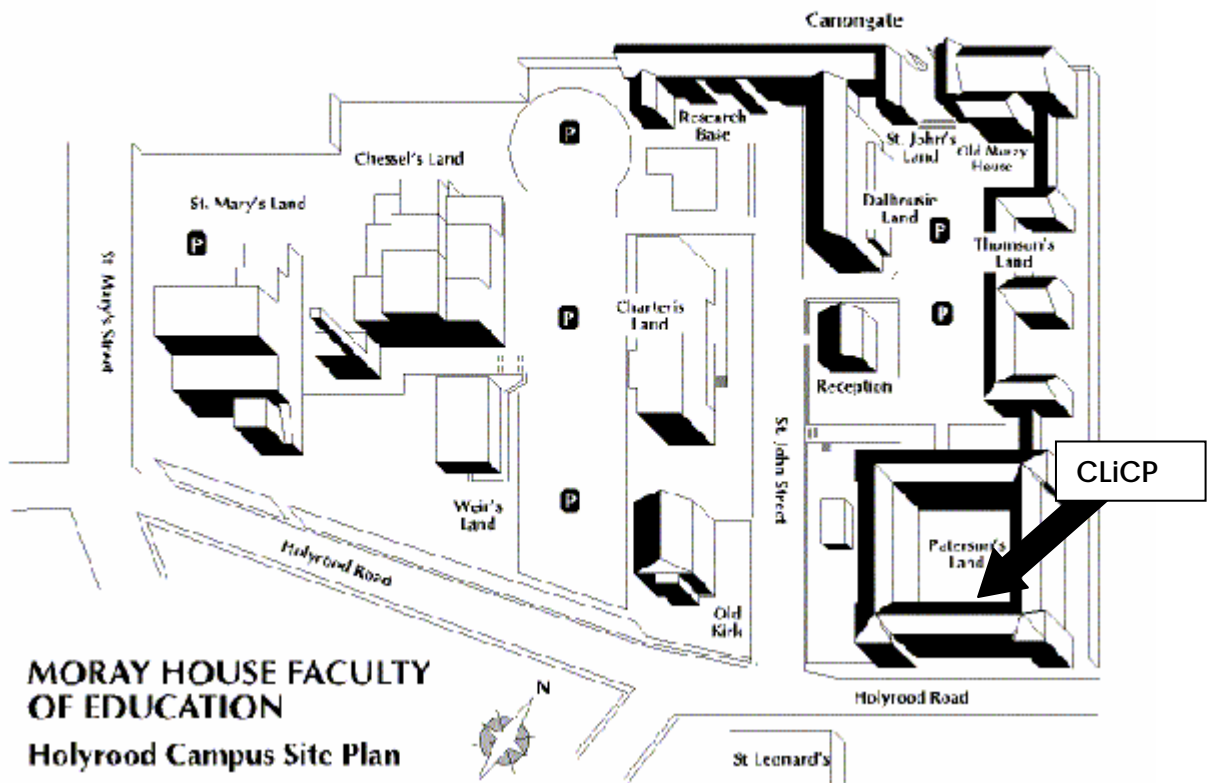 Canongate
Research
Base
St. John's
Land
Old Moray
House
Chessel's Land
St. Mary's Land
P
P
Dalhousie
Land
P
Thomson's
Land
St. Mary's Street
P
Charteris
Land
P
Reception
St. John Street
CLiCP
Weir's
Land
P
Holyrood Road
Paterson's
Land
Old
Kirk
MORAY HOUSE FACULTY
OF EDUCATION
N
Holyrood Road
Holyrood Campus Site Plan
St Leonard's